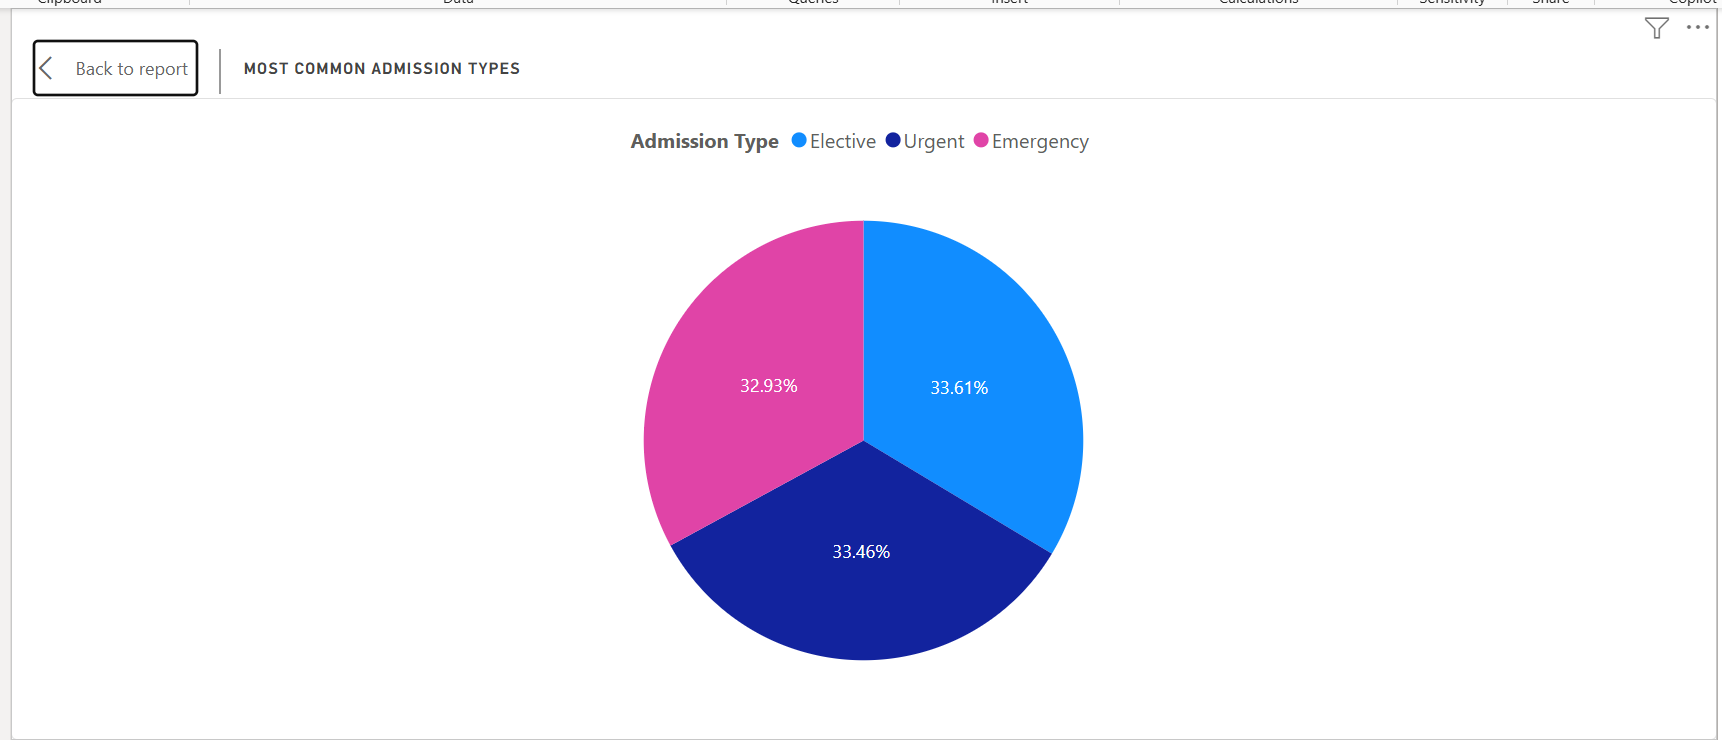 Clipboard Data Queries Insert Calculations Sensitivity Share Copilot
Back to report
MOST COMMON ADMISSION TYPES
Admission Type Elective Urgent Emergency
32.93%
33.61%
33.46%